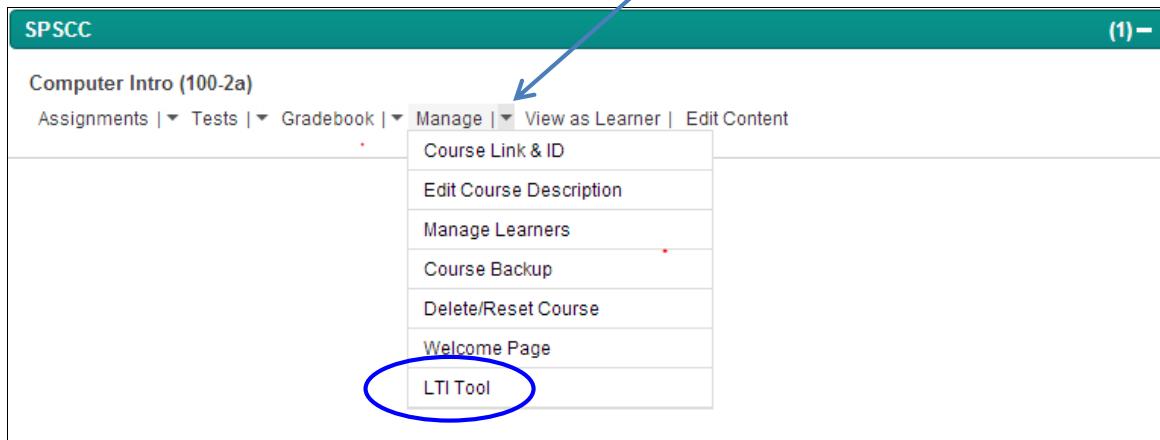 SPSCC (1)
Computer Intro (100-2a)
Assignments | Tests | Gradebook | Manage | View as Learner | Edit Content
Course Link & ID
Edit Course Description
Manage Learners
Course Backup
Delete/Reset Course
Welcome Page
LTI Tool